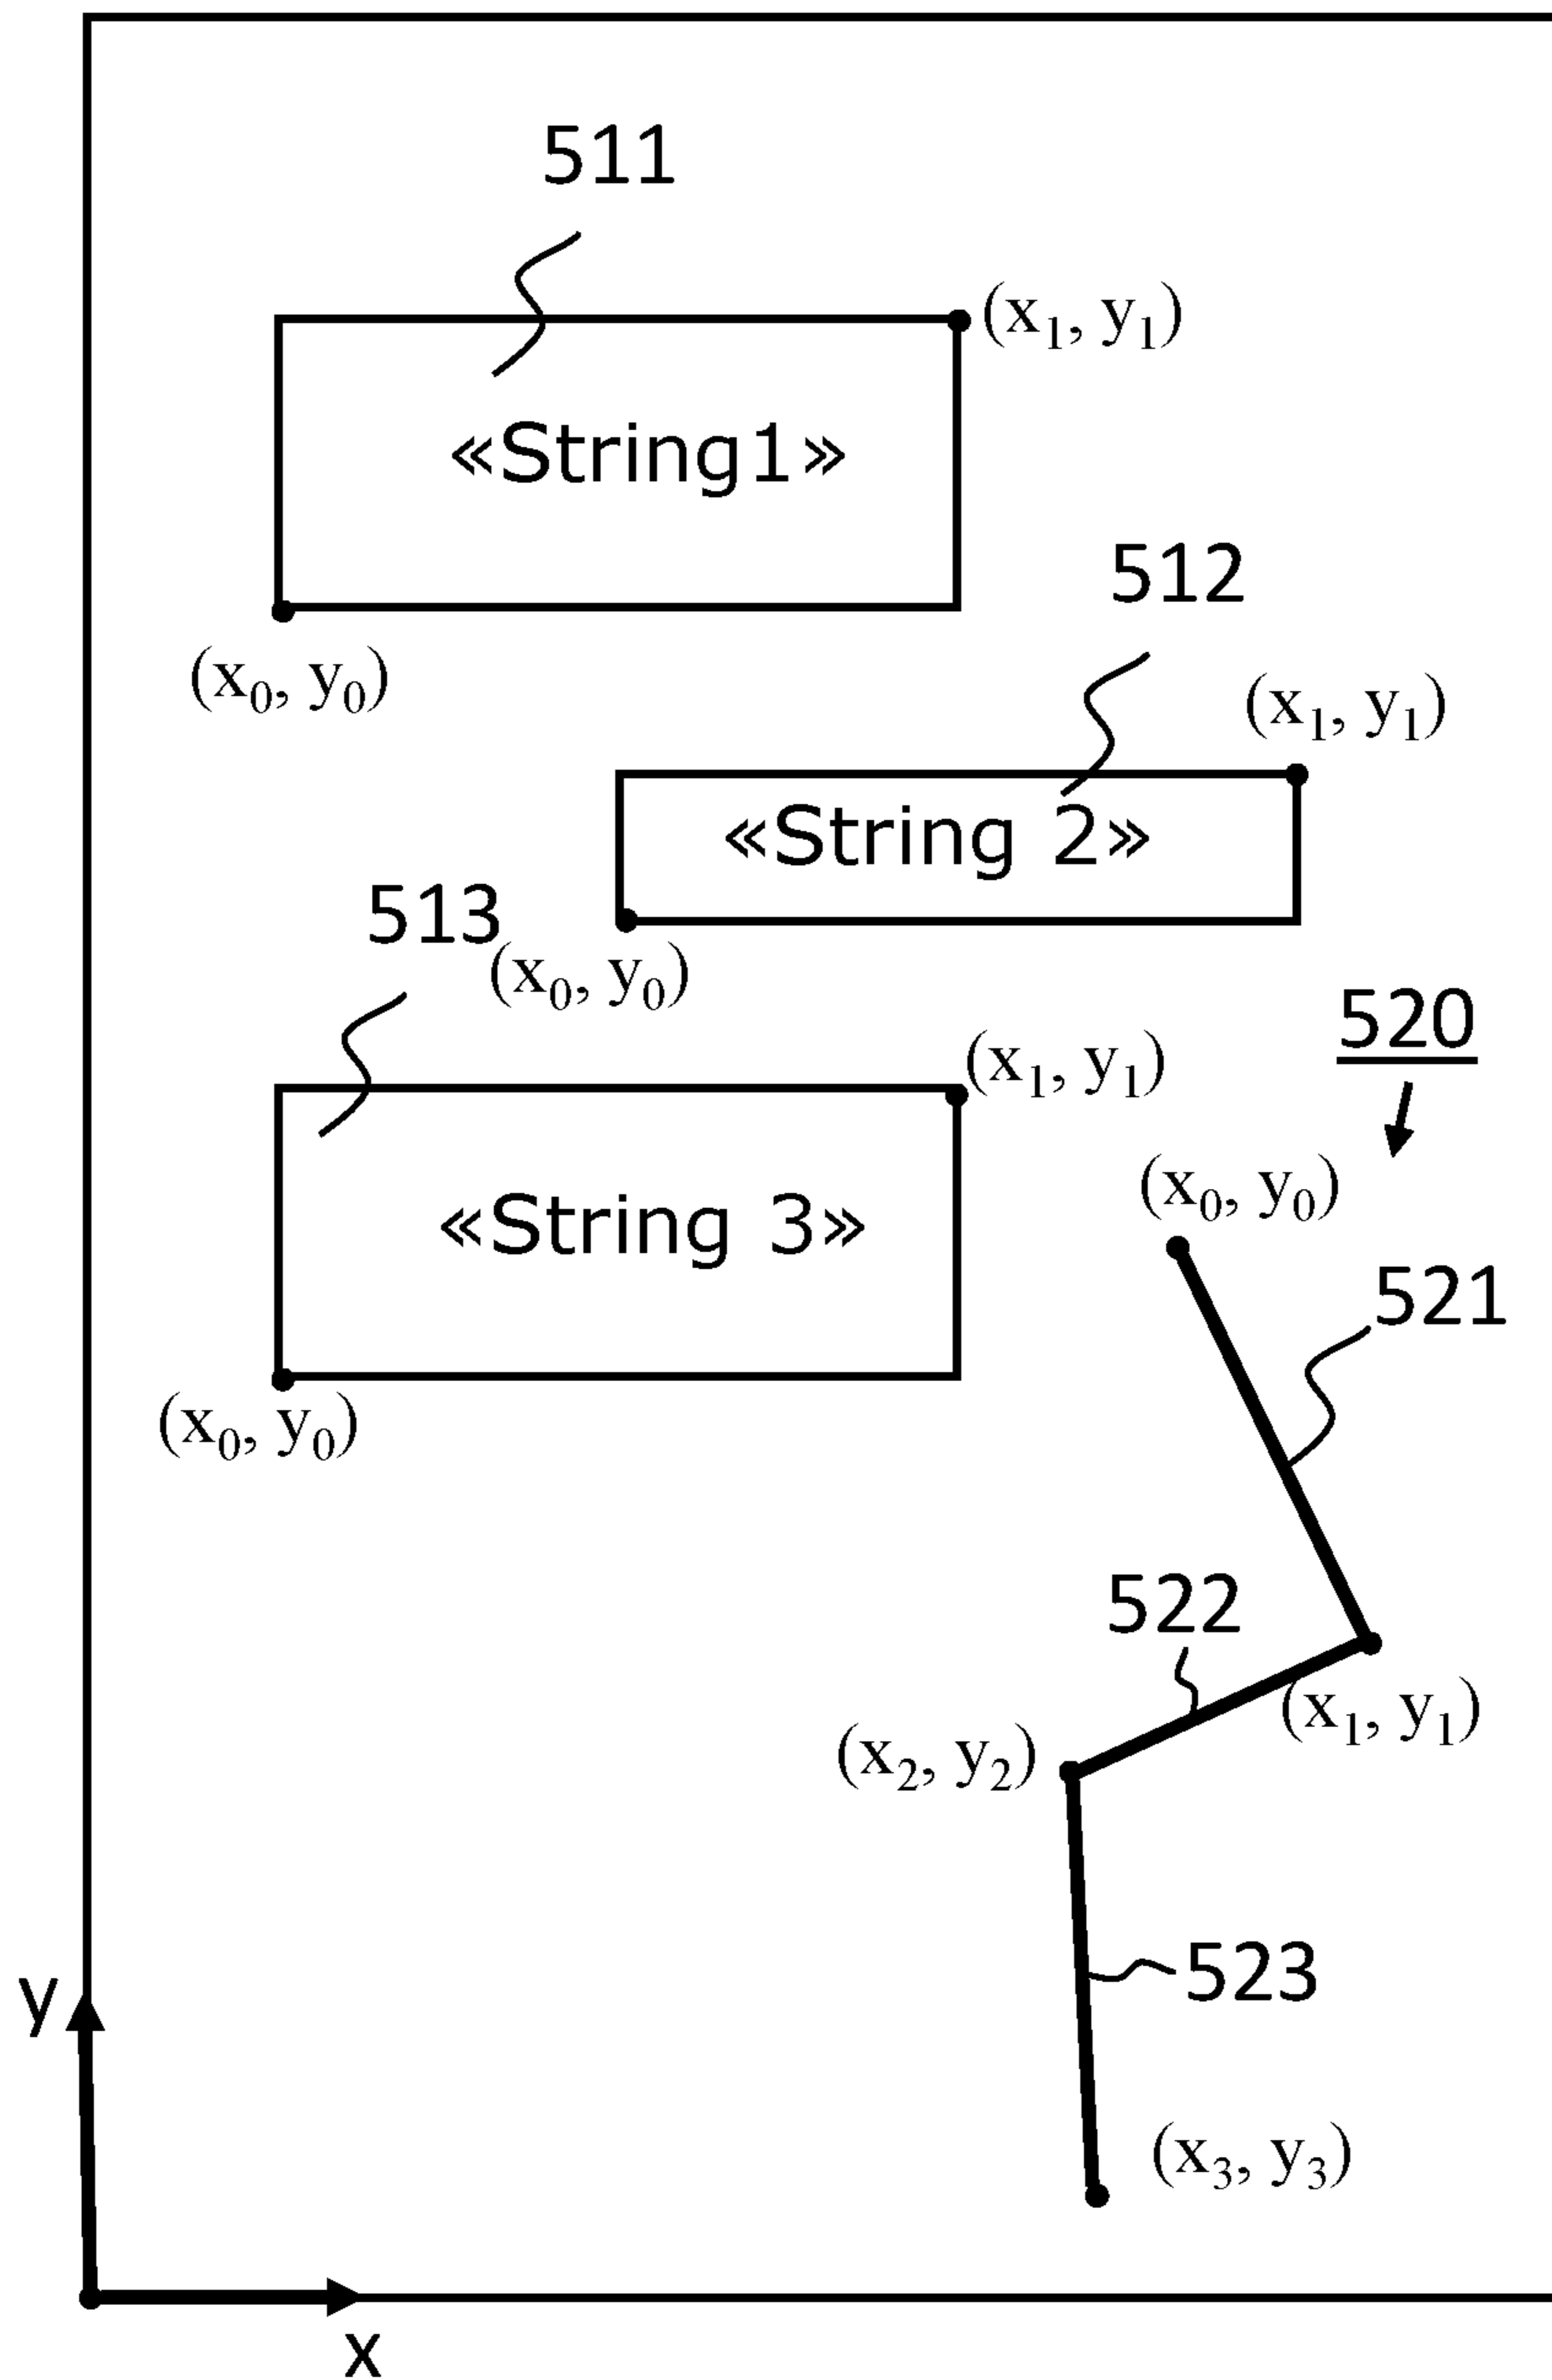 511
(x₁, y₁)
«String1»
512
(x₀, y₀)
(x₁, y₁)
«String 2»
513
(x₀, y₀)
520
(x₁, y₁)
(x₀, y₀)
«String 3»
521
(x₀, y₀)
522
(x₁, y₁)
(x₂, y₂)
523
y
(x₃, y₃)
x